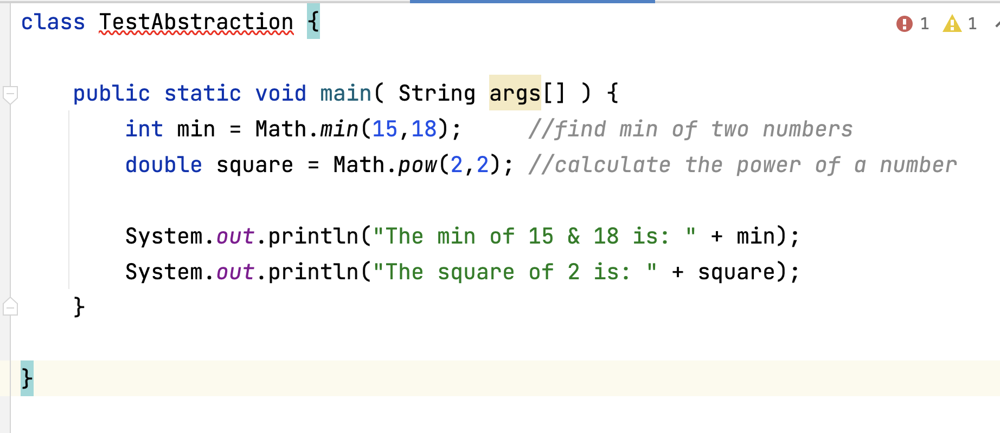 class TestAbstraction {
1 1
public static void main( String args[] ) {
int min = Math.min(15,18);     //find min of two numbers
double square = Math.pow(2,2); //calculate the power of a number
System.out.println("The min of 15 & 18 is: " + min);
System.out.println("The square of 2 is: " + square);
}
}